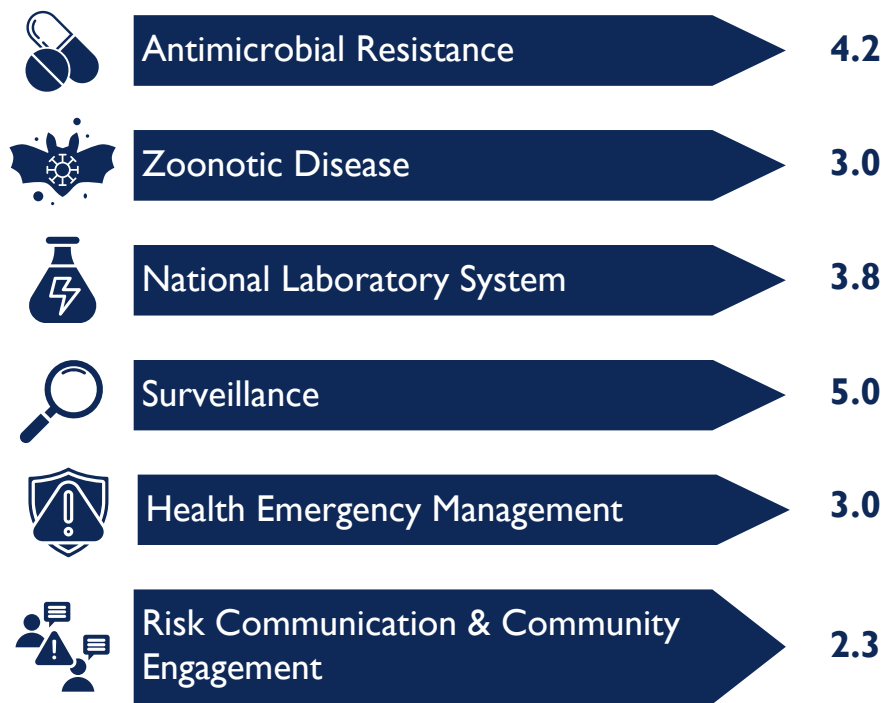 Antimicrobial Resistance 4.2
Zoonotic Disease 3.0
National Laboratory System 3.8
Surveillance 5.0
Health Emergency Management 3.0
Risk Communication & Community
Engagement
2.3